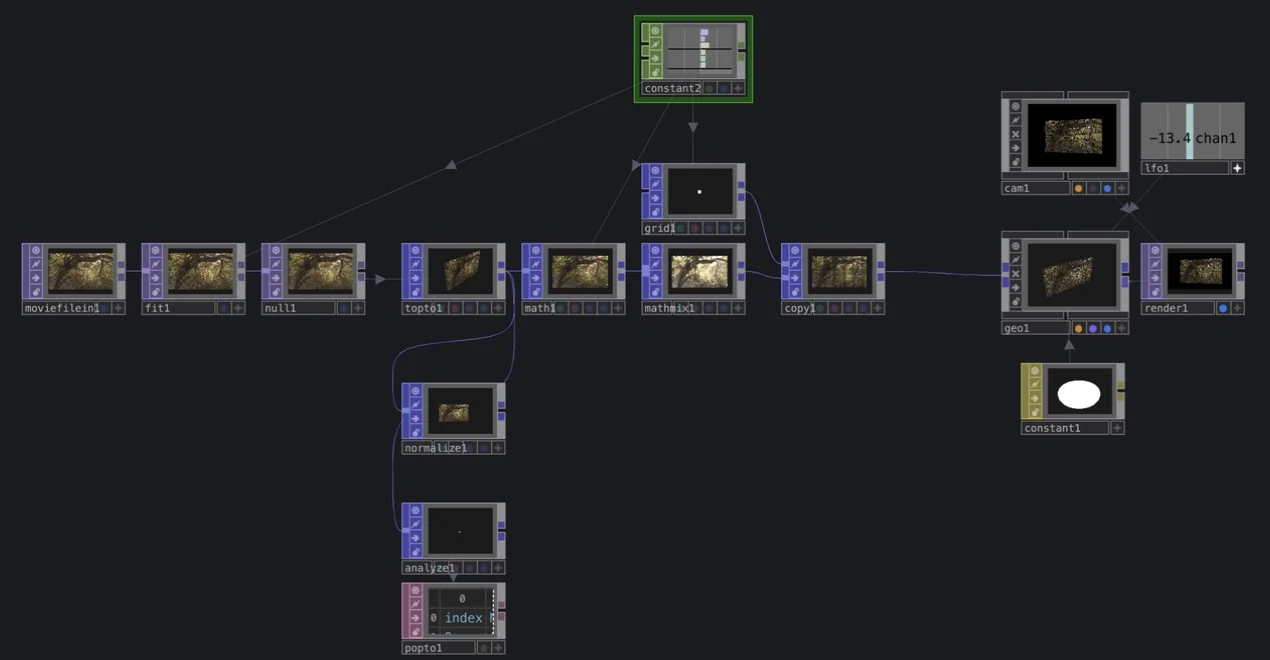 constant2
cam1
-13.4 chan1
lfo1
grid1
moviefilein1
fit1
null1
topto1
math1
mathmix1
copy1
geo1
render1
constant1
normalize1
analyze1
0
0 index
popto1